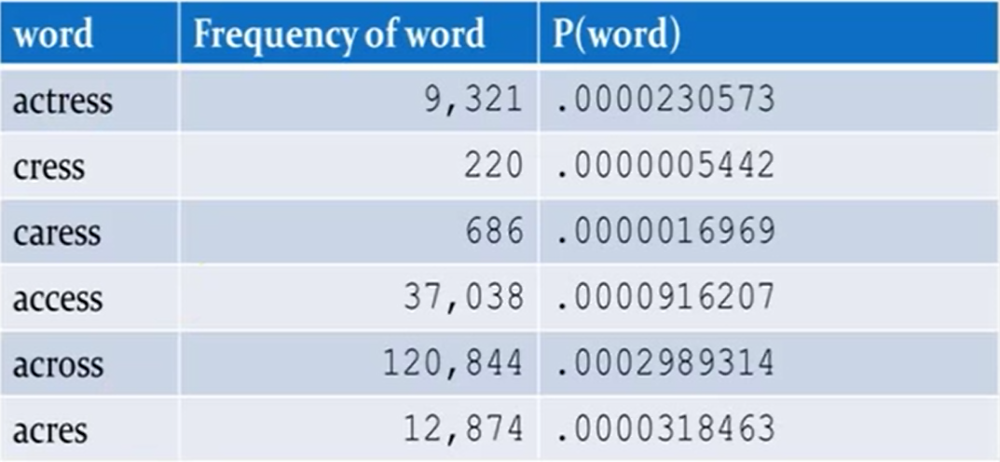 word Frequency of word P(word)
actress 9,321 .0000230573
cress 220 .0000005442
caress 686 .0000016969
access 37,038 .0000916207
across 120,844 .0002989314
acres 12,874 .0000318463